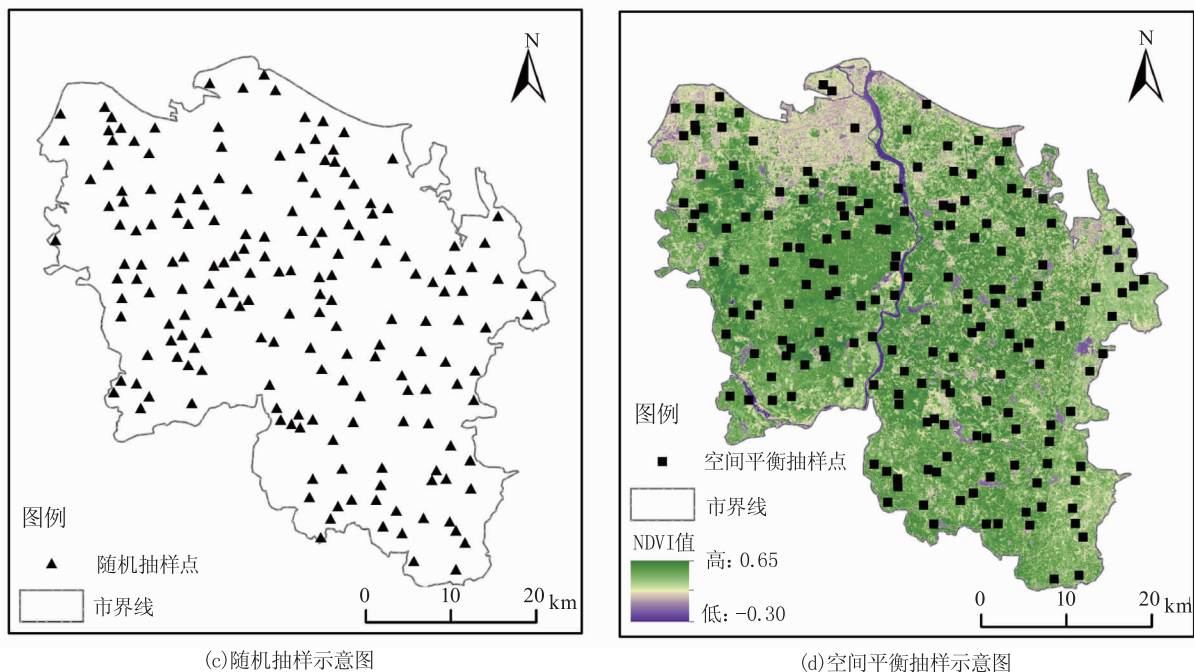 N
图例
随机抽样点
市界线
0 10 20 km
(c)随机抽样示意图
N
图例
空间平衡抽样点
市界线
NDVI值
高: 0.65
低: -0.30
0 10 20 km
(d)空间平衡抽样示意图